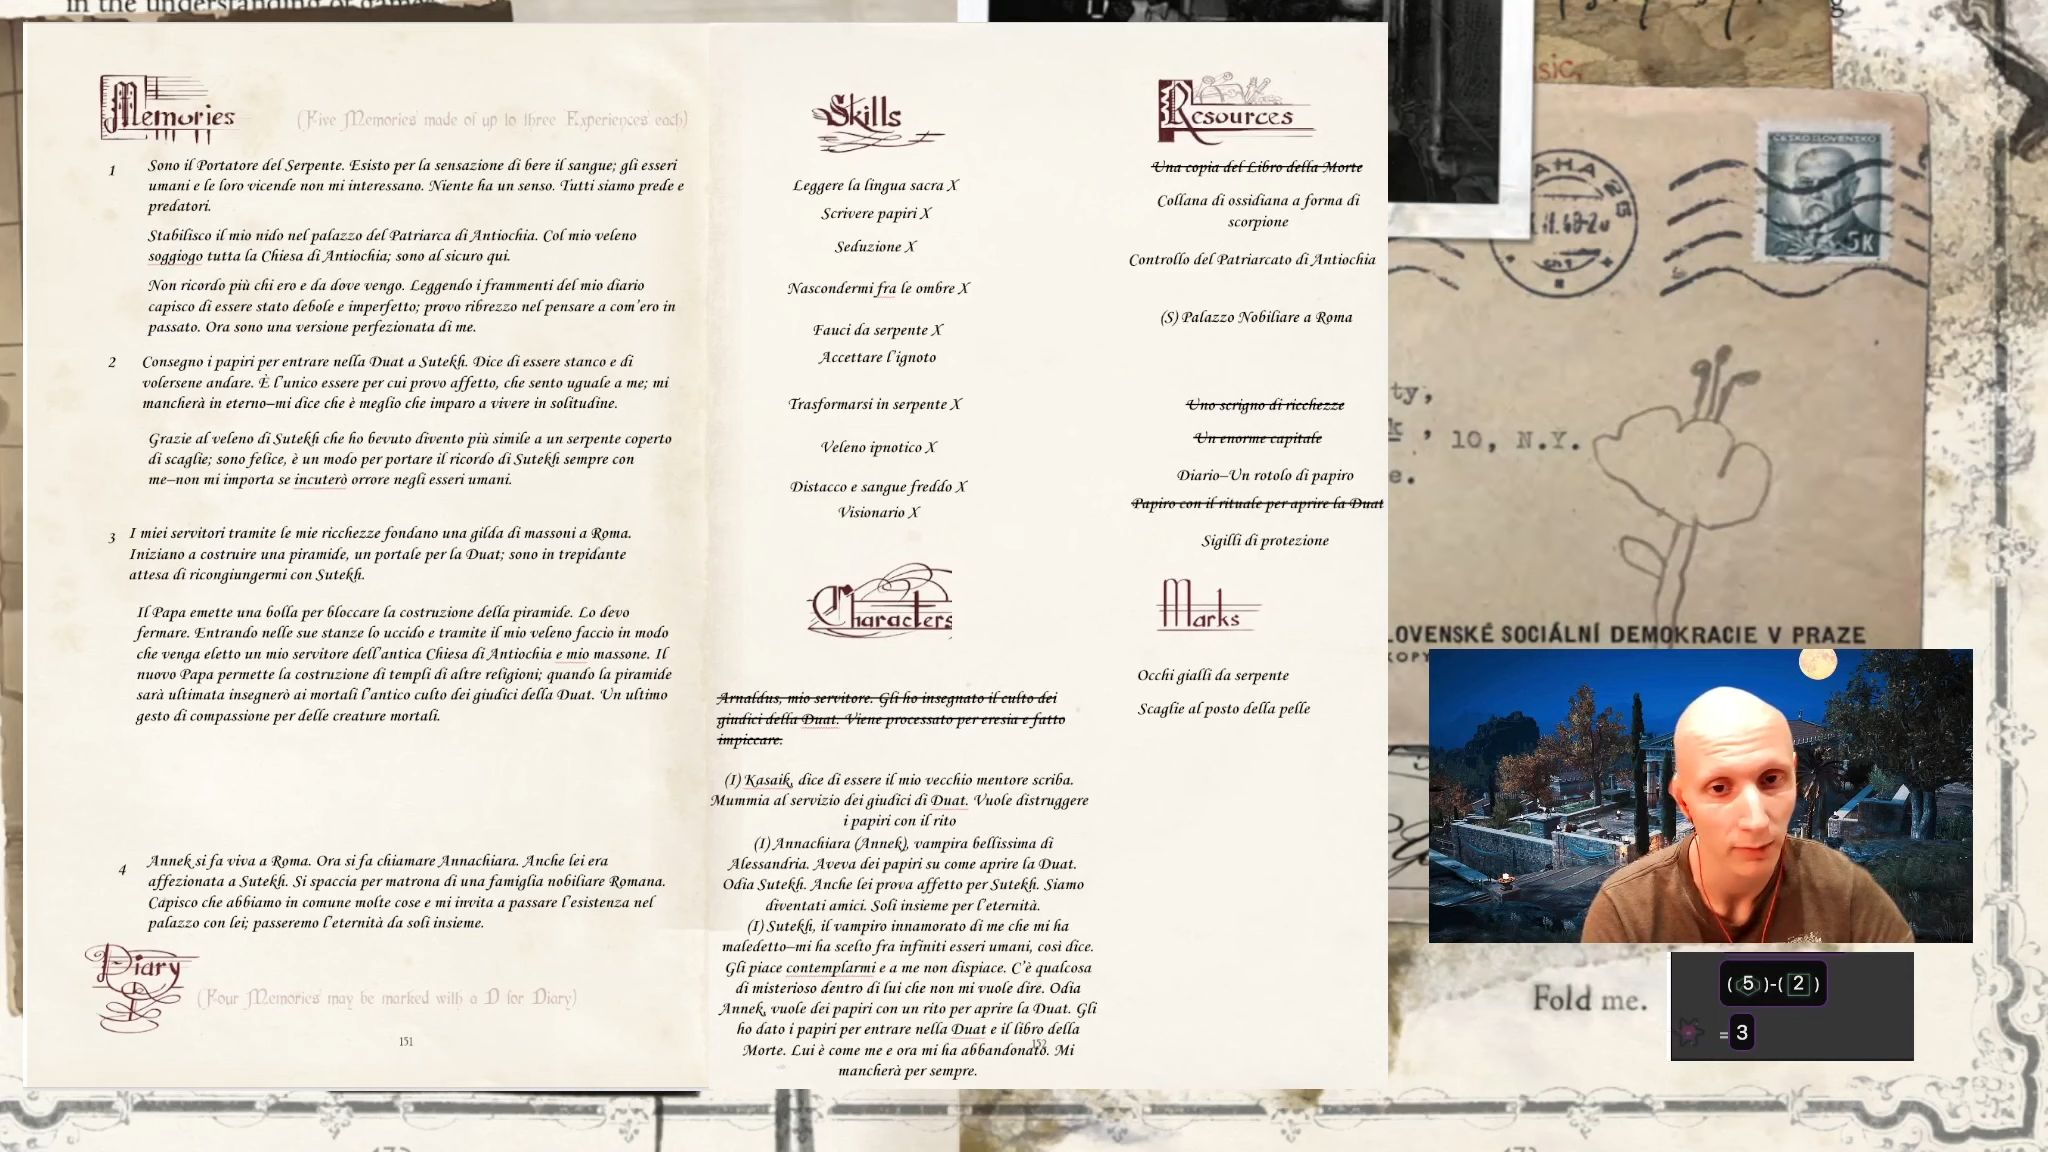 in the understanding of games
Memories
(Five Memories made of up to three Experiences each)
1
Sono il Portatore del Serpente. Esisto per la sensazione di bere il sangue; gli esseri
umani e le loro vicende non mi interessano. Niente ha un senso. Tutti siamo prede e
predatori.
Stabilisco il mio nido nel palazzo del Patriarca di Antiochia. Col mio veleno
soggiogo tutta la Chiesa di Antiochia; sono al sicuro qui.
Non ricordo più chi ero e da dove vengo. Leggendo i frammenti del mio diario
capisco di essere stato debole e imperfetto; provo ribrezzo nel pensare a com'ero in
passato. Ora sono una versione perfezionata di me.
2
Consegno i papiri per entrare nella Duat a Sutekh. Dice di essere stanco e di
volersene andare. È l'unico essere per cui provo affetto, che sento uguale a me; mi
mancherà in eterno—mi dice che è meglio che imparo a vivere in solitudine.
Grazie al veleno di Sutekh che ho bevuto divento più simile a un serpente coperto
di scaglie; sono felice, è un modo per portare il ricordo di Sutekh sempre con
me—non mi importa se incuterò orrore negli esseri umani.
3
I miei servitori tramite le mie ricchezze fondano una gilda di massoni a Roma.
Iniziano a costruire una piramide, un portale per la Duat; sono in trepidante
attesa di ricongiungermi con Sutekh.
Il Papa emette una bolla per bloccare la costruzione della piramide. Lo devo
fermare. Entrando nelle sue stanze lo uccido e tramite il mio veleno faccio in modo
che venga eletto un mio servitore dell'antica Chiesa di Antiochia e mio massone. Il
nuovo Papa permette la costruzione di templi di altre religioni; quando la piramide
sarà ultimata insegnerò ai mortali l'antico culto dei giudici della Duat. Un ultimo
gesto di compassione per delle creature mortali.
4
Annek si fa viva a Roma. Ora si fa chiamare Annachiara. Anche lei era
affezionata a Sutekh. Si spaccia per matrona di una famiglia nobiliare Romana.
Capisco che abbiamo in comune molte cose e mi invita a passare l'esistenza nel
palazzo con lei; passeremo l'eternità da soli insieme.
Diary
(Four Memories may be marked with a D for Diary)
151
Skills
Leggere la lingua sacra X
Scrivere papiri X
Seduzione X
Nascondermi fra le ombre X
Fauci da serpente X
Accettare l'ignoto
Trasformarsi in serpente X
Veleno ipnotico X
Distacco e sangue freddo X
Visionario X
Characters
Arnaldus, mio servitore. Gli ho insegnato il culto dei
giudici della Duat. Viene processato per eresia e fatto
impiccare.
(I) Kasaik, dice di essere il mio vecchio mentore scriba.
Mummia al servizio dei giudici di Duat. Vuole distruggere
i papiri con il rito
(I) Annachiara (Annek), vampira bellissima di
Alessandria. Aveva dei papiri su come aprire la Duat.
Odia Sutekh. Anche lei prova affetto per Sutekh. Siamo
diventati amici. Soli insieme per l'eternità.
(I) Sutekh, il vampiro innamorato di me che mi ha
maledetto—mi ha scelto fra infiniti esseri umani, così dice.
Gli piace contemplarmi e a me non dispiace. C'è qualcosa
di misterioso dentro di lui che non mi vuole dire. Odia
Annek, vuole dei papiri con un rito per aprire la Duat. Gli
ho dato i papiri per entrare nella Duat e il libro della
Morte. Lui è come me e ora mi ha abbandonato. Mi
mancherà per sempre.
152
Resources
Una copia del Libro della Morte
Collana di ossidiana a forma di
scorpione
Controllo del Patriarcato di Antiochia
(S) Palazzo Nobiliare a Roma
Uno scrigno di ricchezze
Un enorme capitale
Diario—Un rotolo di papiro
Papiro con il rituale per aprire la Duat
Sigilli di protezione
Marks
Occhi gialli da serpente
Scaglie al posto della pelle
sic,
ČESKOSLOVENSKO
5K
ty,
k, 10, N.Y.
e.
LOVENSKÉ SOCIÁLNÍ DEMOKRACIE V PRAZE
Fold me.
(5)-(2)
=3